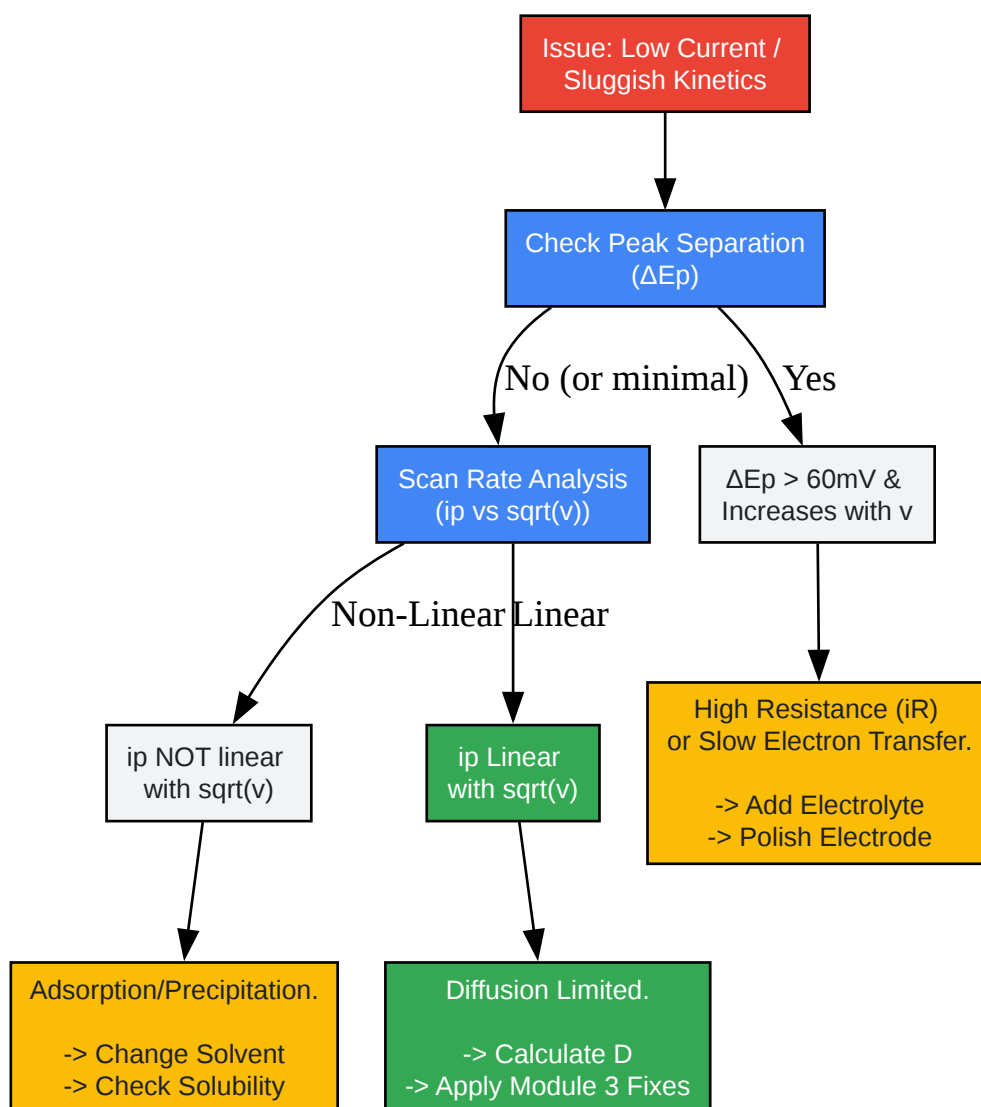 Issue: Low Current /
Sluggish Kinetics
Check Peak Separation
(ΔEp)
No (or minimal)
Yes
Scan Rate Analysis
(ip vs sqrt(v))
ΔEp > 60mV &
Increases with v
Non-Linear
Linear
ip NOT linear
with sqrt(v)
ip Linear
with sqrt(v)
High Resistance (iR)
or Slow Electron Transfer.
-> Add Electrolyte
-> Polish Electrode
Adsorption/Precipitation.
-> Change Solvent
-> Check Solubility
Diffusion Limited.
-> Calculate D
-> Apply Module 3 Fixes